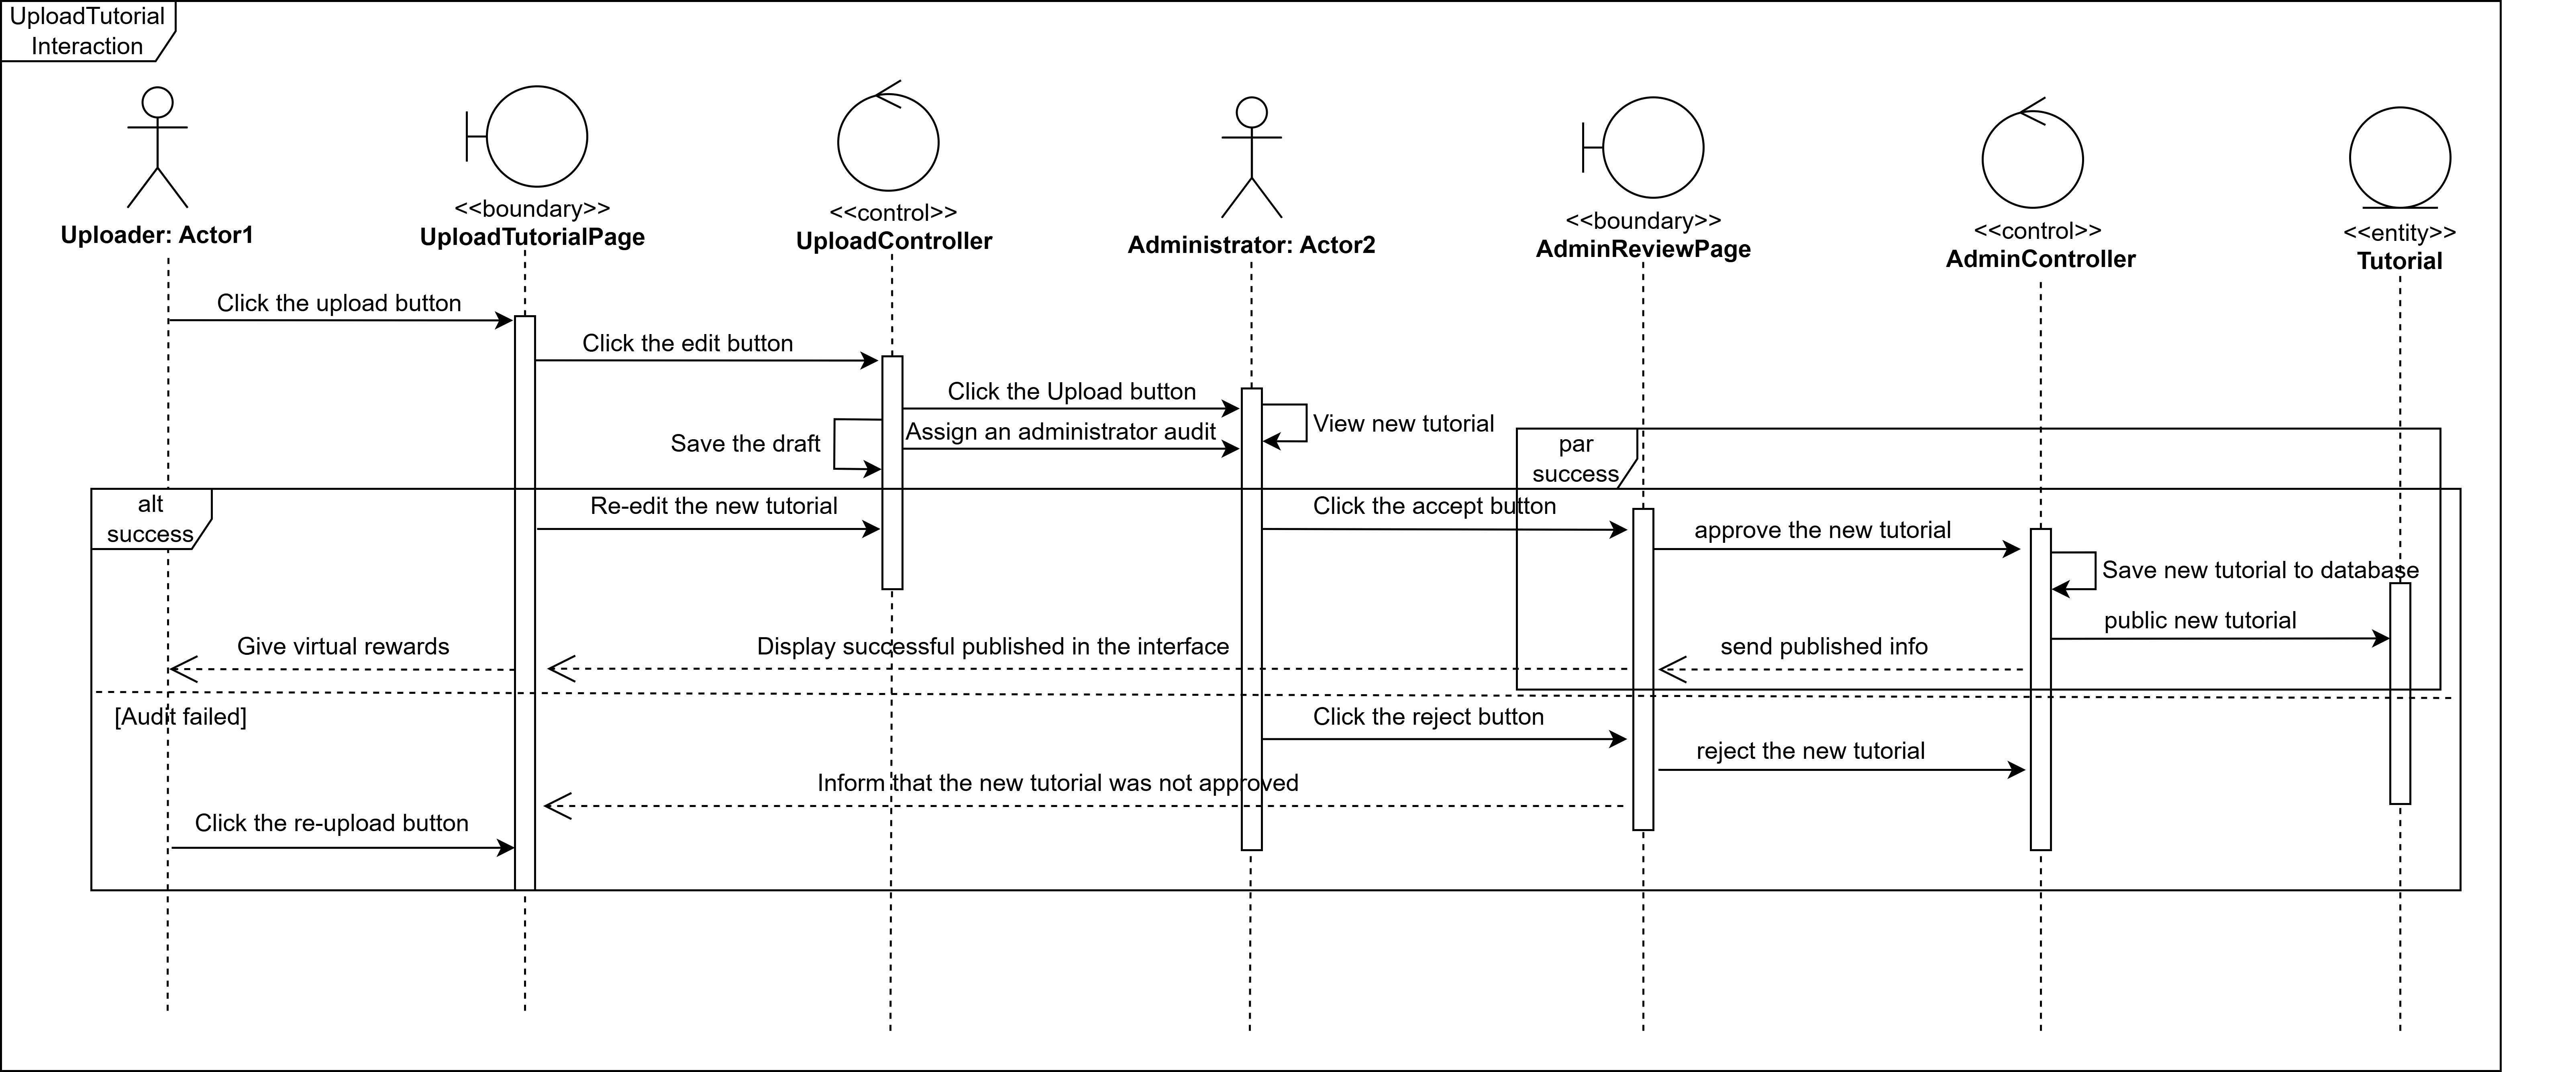 UploadTutorial
Interaction
<<boundary>>
<<control>>
<<boundary>>
<<control>>
<<entity>>
Uploader: Actor1
UploadTutorialPage
UploadController
Administrator: Actor2
AdminReviewPage
AdminController
Tutorial
Click the upload button
Click the edit button
Click the Upload button
View new tutorial
Assign an administrator audit
Save the draft
par
success
alt
success
Re-edit the new tutorial
Click the accept button
approve the new tutorial
Save new tutorial to database
public new tutorial
Give virtual rewards
Display successful published in the interface
send published info
[Audit failed]
Click the reject button
reject the new tutorial
Inform that the new tutorial was not approved
Click the re-upload button